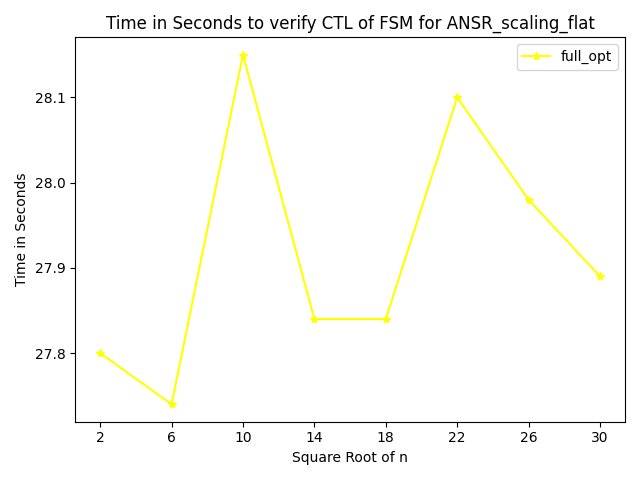 Time in Seconds to verify CTL of FSM for ANSR_scaling_flat
full_opt
28.1
28.0
27.9
27.8
Time in Seconds
2 6 10 14 18 22 26 30
Square Root of n